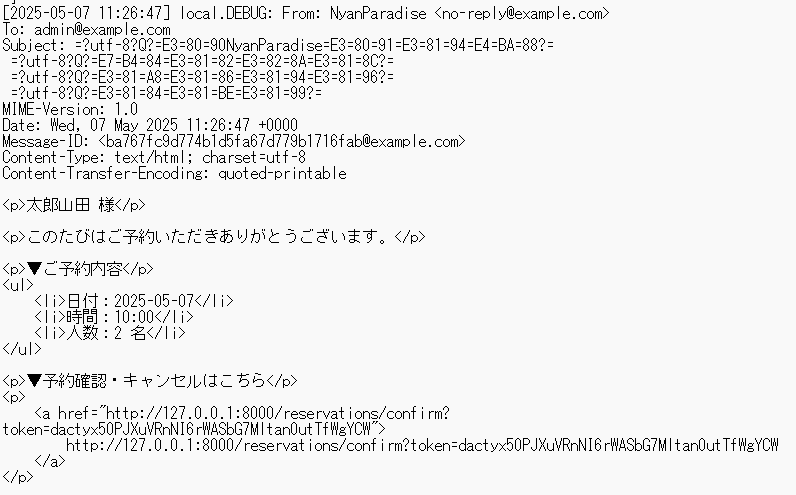 [2025-05-07 11:26:47] local.DEBUG: From: NyanParadise <no-reply@example.com>
To: admin@example.com
Subject: =?utf-8?Q?=E3=80=90NyanParadise=E3=80=91=E3=81=94=E4=BA=88?=
 =?utf-8?Q?=E7=B4=84=E3=81=82=E3=82=8A=E3=81=8C?=
 =?utf-8?Q?=E3=81=A8=E3=81=86=E3=81=94=E3=81=96?=
 =?utf-8?Q?=E3=81=84=E3=81=BE=E3=81=99?=
MIME-Version: 1.0
Date: Wed, 07 May 2025 11:26:47 +0000
Message-ID: <ba767fc9d774b1d5fa67d779b1716fab@example.com>
Content-Type: text/html; charset=utf-8
Content-Transfer-Encoding: quoted-printable
<p>太郎山田 様</p>
<p>このたびはご予約いただきありがとうございます。</p>
<p>▼ご予約内容</p>
<ul>
    <li>日付：2025-05-07</li>
    <li>時間：10:00</li>
    <li>人数：2 名</li>
</ul>
<p>▼予約確認・キャンセルはこちら</p>
<p>
    <a href="http://127.0.0.1:8000/reservations/confirm?
token=dactyx50PJXuVRnNI6rWASbG7MItan0utTfWgYCW">
        http://127.0.0.1:8000/reservations/confirm?token=dactyx50PJXuVRnNI6rWASbG7MItan0utTfWgYCW
    </a>
</p>